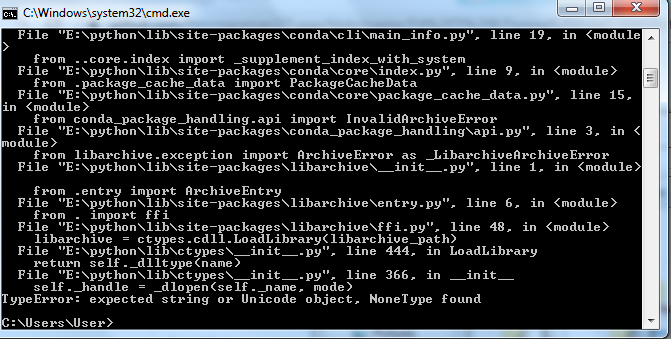 C:\Windows\system32\cmd.exe
File "E:\python\lib\site-packages\conda\cli\main_info.py", line 19, in <module
>
from ..core.index import _supplement_index_with_system
File "E:\python\lib\site-packages\conda\core\index.py", line 9, in <module>
from .package_cache_data import PackageCacheData
File "E:\python\lib\site-packages\conda\core\package_cache_data.py", line 15,
in <module>
from conda_package_handling.api import InvalidArchiveError
File "E:\python\lib\site-packages\conda_package_handling\api.py", line 3, in <
module>
from libarchive.exception import ArchiveError as _LibarchiveArchiveError
File "E:\python\lib\site-packages\libarchive\__init__.py", line 1, in <module>
from .entry import ArchiveEntry
File "E:\python\lib\site-packages\libarchive\entry.py", line 6, in <module>
from . import ffi
File "E:\python\lib\site-packages\libarchive\ffi.py", line 48, in <module>
libarchive = ctypes.cdll.LoadLibrary(libarchive_path)
File "E:\python\lib\ctypes\__init__.py", line 444, in LoadLibrary
return self._dlltype(name)
File "E:\python\lib\ctypes\__init__.py", line 366, in __init__
self._handle = _dlopen(self._name, mode)
TypeError: expected string or Unicode object, NoneType found
C:\Users\User>